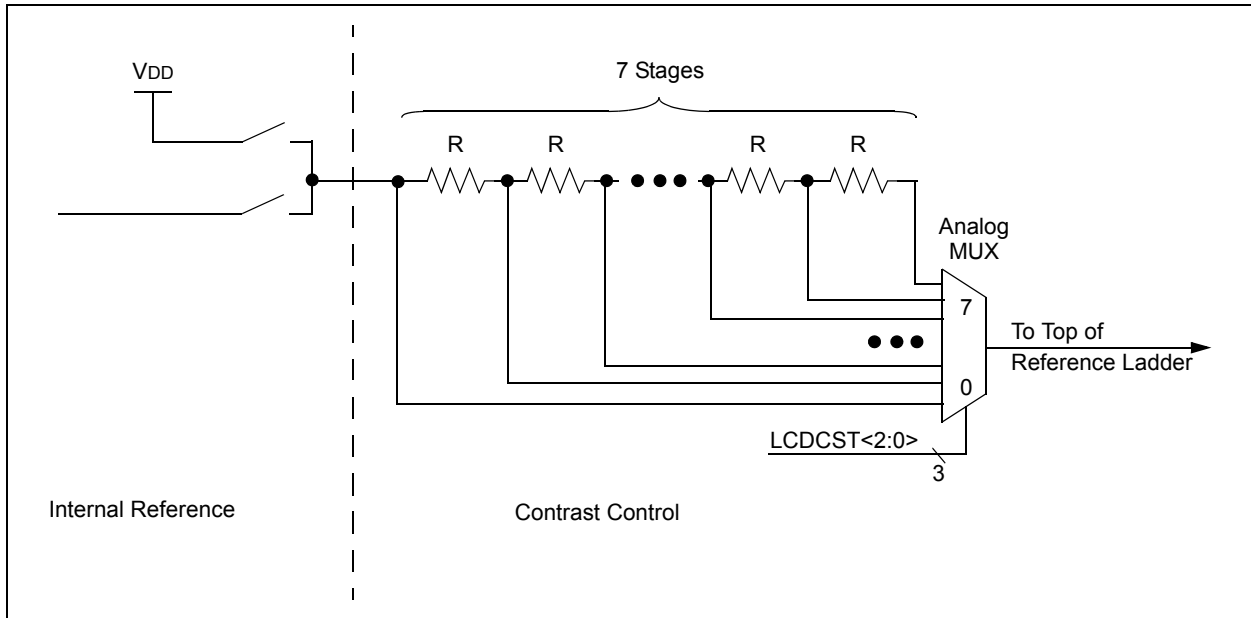 VDD
7 Stages
R
R
R
R
Analog
MUX
7
To Top of
Reference Ladder
0
LCDCST<2:0>
3
Internal Reference
Contrast Control